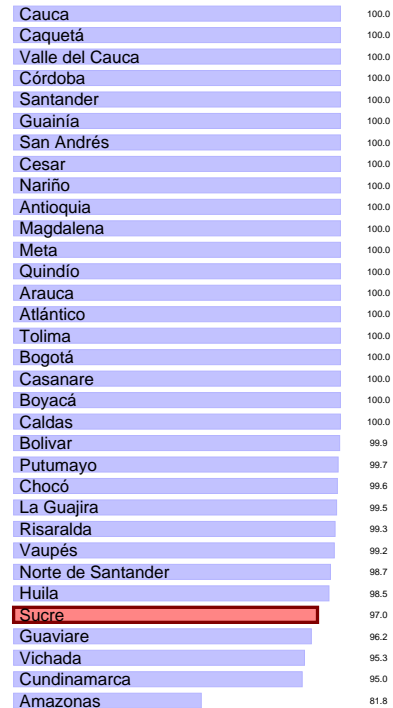 Cauca 100.0
Caquetá 100.0
Valle del Cauca 100.0
Córdoba 100.0
Santander 100.0
Guainía 100.0
San Andrés 100.0
Cesar 100.0
Nariño 100.0
Antioquia 100.0
Magdalena 100.0
Meta 100.0
Quindío 100.0
Arauca 100.0
Atlántico 100.0
Tolima 100.0
Bogotá 100.0
Casanare 100.0
Boyacá 100.0
Caldas 100.0
Bolivar 99.9
Putumayo 99.7
Chocó 99.6
La Guajira 99.5
Risaralda 99.3
Vaupés 99.2
Norte de Santander 98.7
Huila 98.5
Sucre 97.0
Guaviare 96.2
Vichada 95.3
Cundinamarca 95.0
Amazonas 81.8